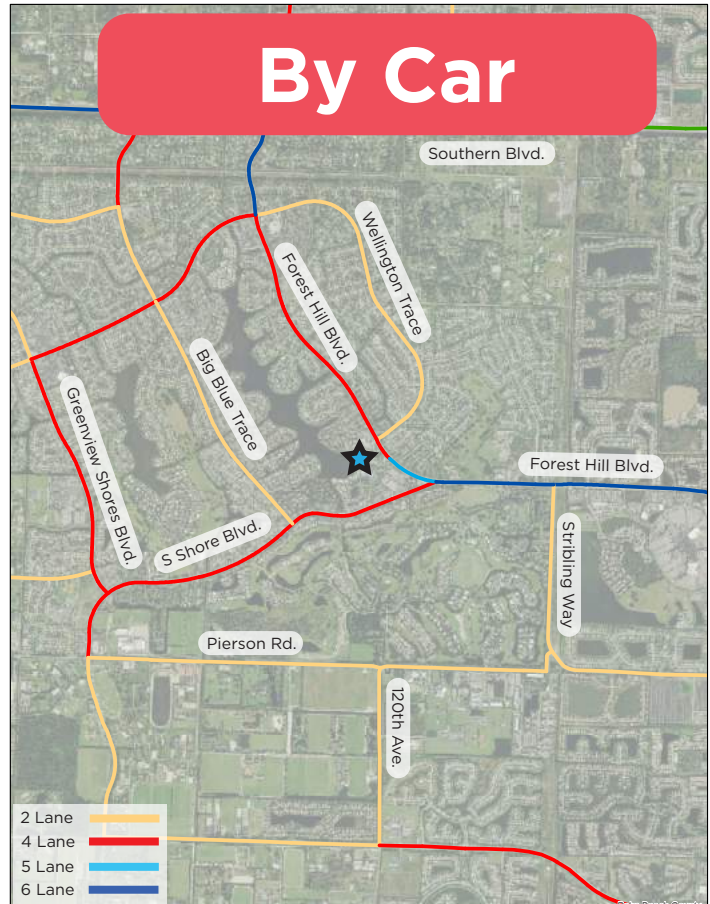 By Car
Southern Blvd.
Wellington Trace
Forest Hill Blvd.
Big Blue Trace
Greenview Shores Blvd.
Forest Hill Blvd.
S Shore Blvd.
Stribling Way
Pierson Rd.
120th Ave.
2 Lane
4 Lane
5 Lane
6 Lane